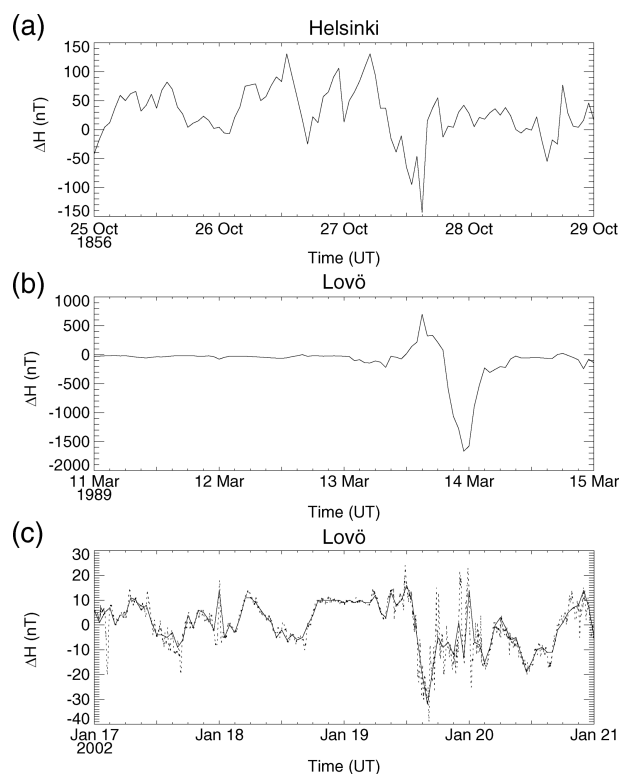 (a) Helsinki
150
100
50
0
-50
-100
-150
ΔH (nT)
25 Oct 26 Oct 27 Oct 28 Oct 29 Oct
1856
Time (UT)
(b) Lovö
1000
500
0
-500
-1000
-1500
-2000
ΔH (nT)
11 Mar 12 Mar 13 Mar 14 Mar 15 Mar
1989
Time (UT)
(c) Lovö
30
20
10
0
-10
-20
-30
-40
ΔH (nT)
Jan 17 Jan 18 Jan 19 Jan 20 Jan 21
2002
Time (UT)